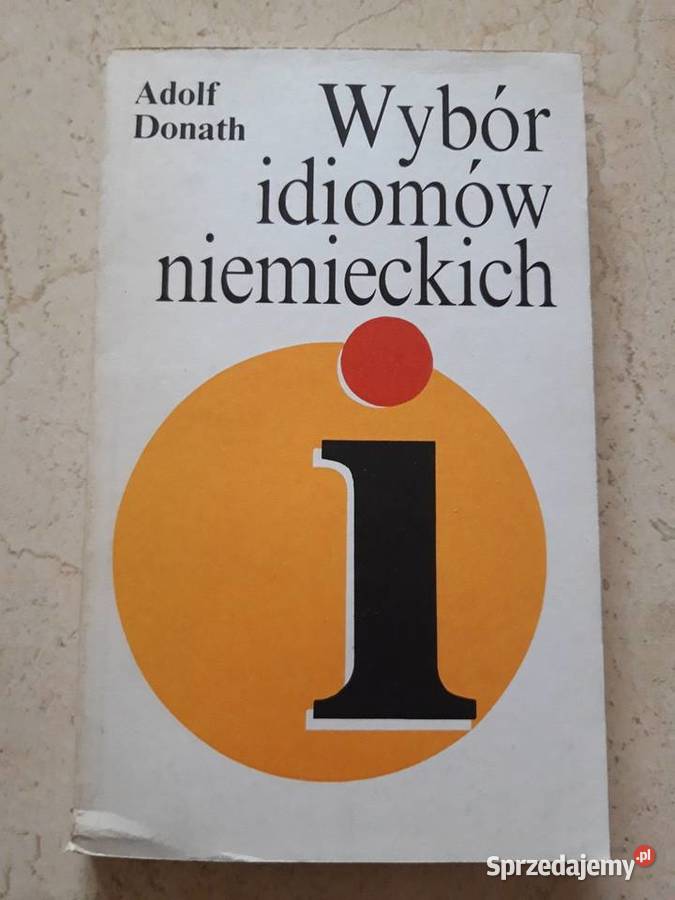 Adolf
Donath
Wybór
idiomów
niemieckich
i
Sprzedajemy.pl